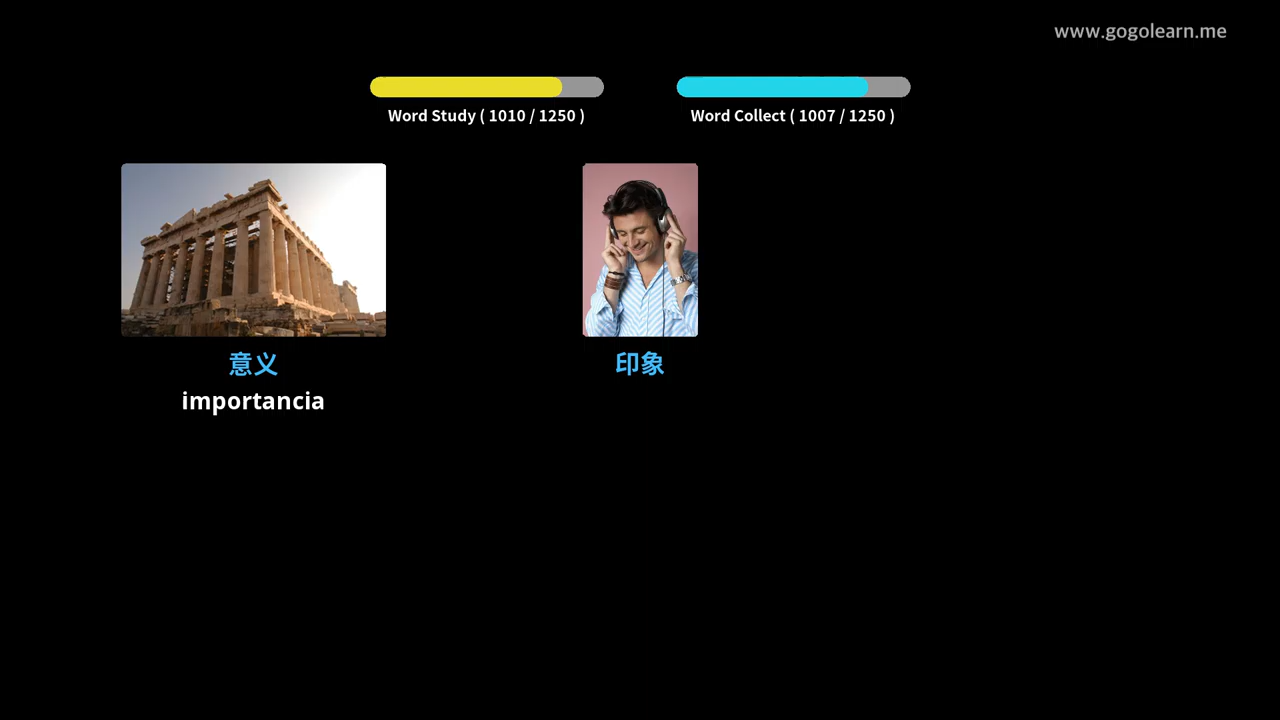 www.gogolearn.me
Word Study ( 1010 / 1250 )
Word Collect ( 1007 / 1250 )
意义
importancia
印象